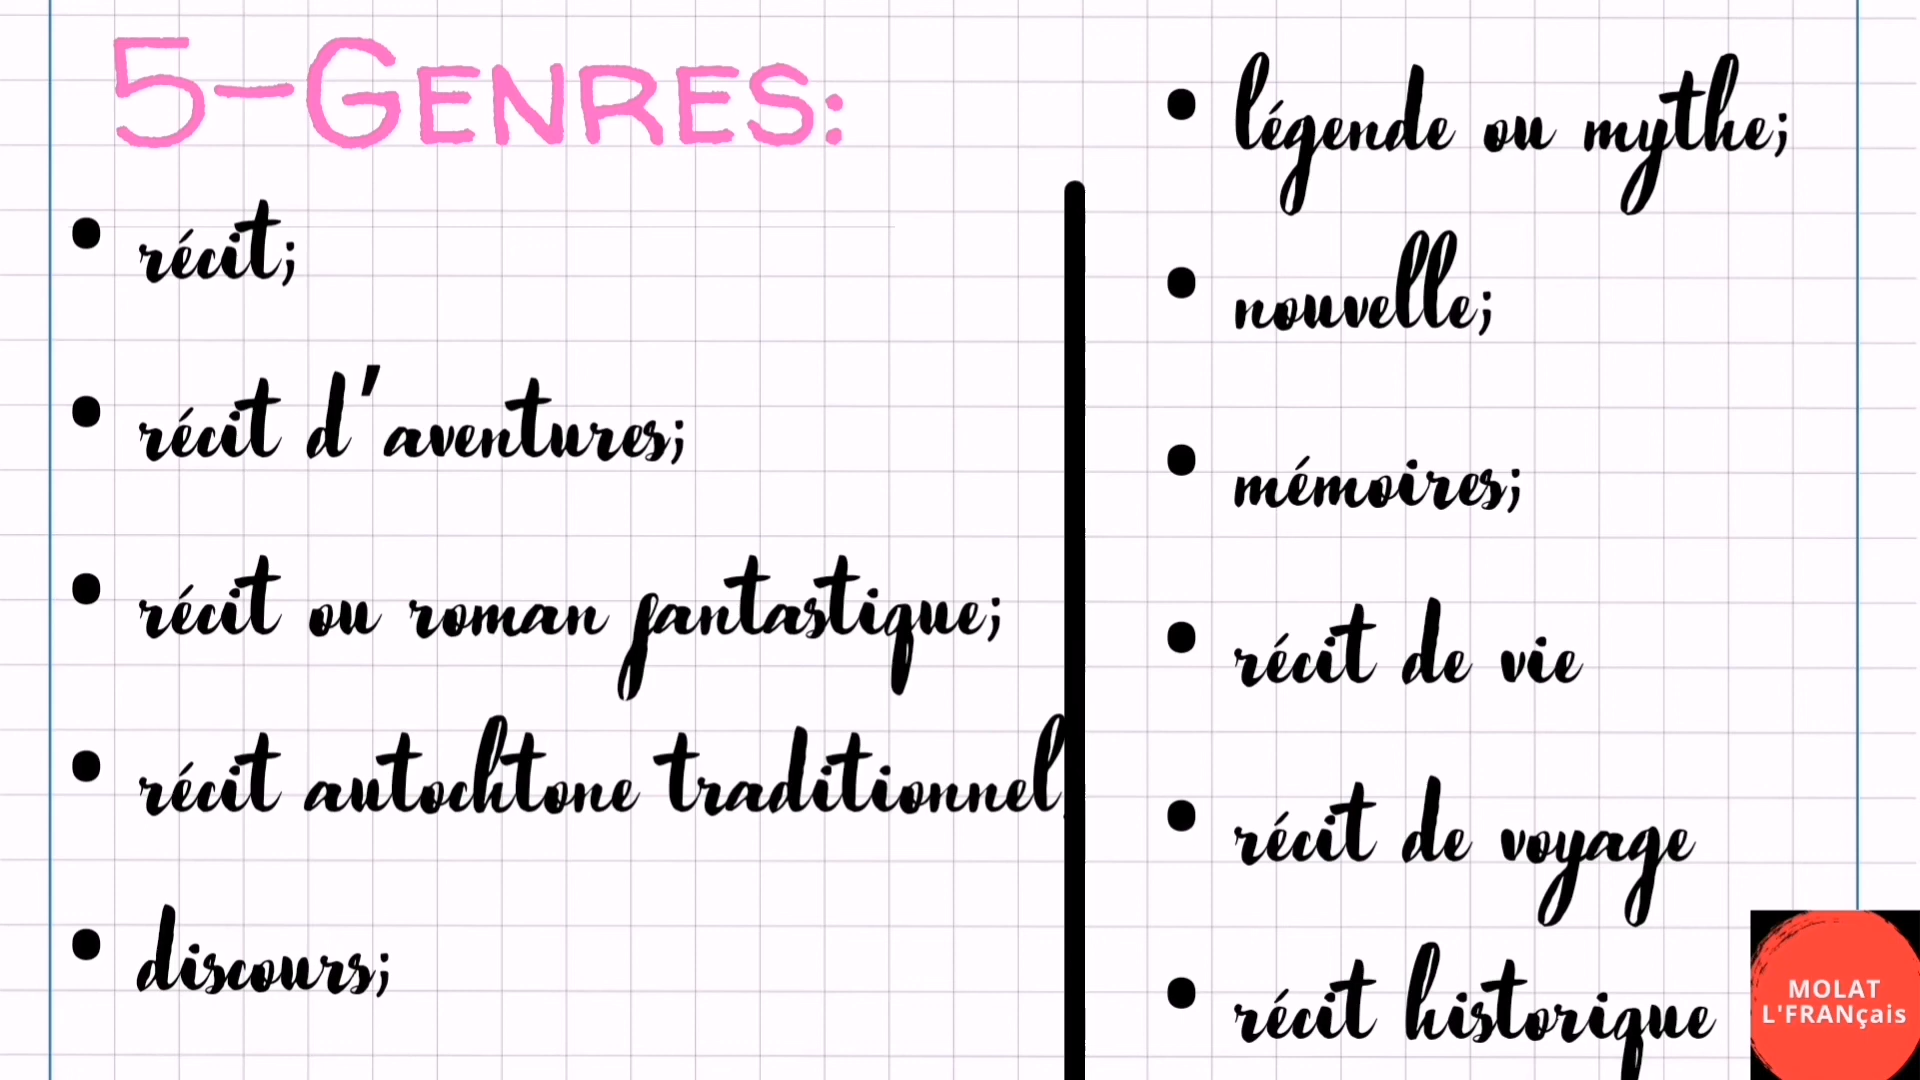 5-GENRES:
• récit;
• récit d'aventures;
• récit ou roman fantastique;
• récit autochtone traditionnel;
• discours;
• légende ou mythe;
• nouvelle;
• mémoires;
• récit de vie
• récit de voyage
• récit historique
MOLAT
L'FRANçais